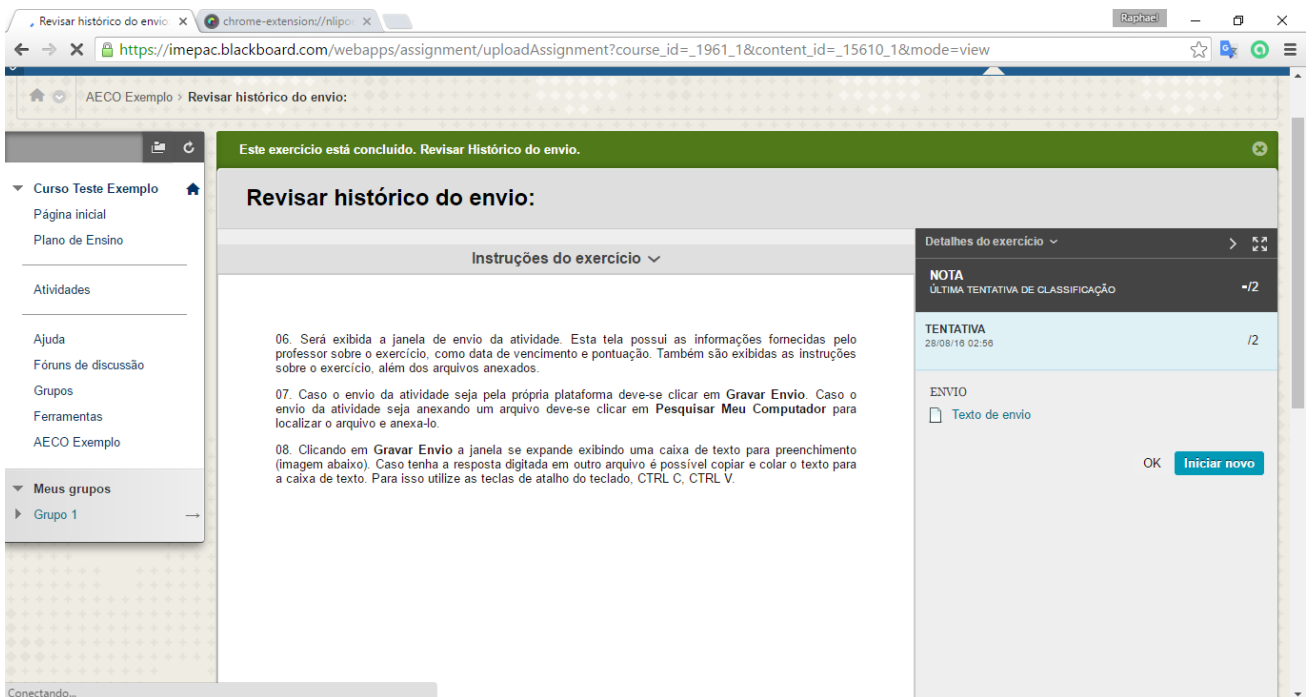 Revisar histórico do envio
chrome-extension://nlipo
Raphael
https://imepac.blackboard.com/webapps/assignment/uploadAssignment?course_id=_1961_1&content_id=_15610_1&mode=view
AECO Exemplo > Revisar histórico do envio:
Este exercício está concluído. Revisar Histórico do envio.
Curso Teste Exemplo
Página inicial
Plano de Ensino
Atividades
Ajuda
Fóruns de discussão
Grupos
Ferramentas
AECO Exemplo
Meus grupos
Grupo 1
Revisar histórico do envio:
Instruções do exercício
06. Será exibida a janela de envio da atividade. Esta tela possui as informações fornecidas pelo
professor sobre o exercício, como data de vencimento e pontuação. Também são exibidas as instruções
sobre o exercício, além dos arquivos anexados.
07. Caso o envio da atividade seja pela própria plataforma deve-se clicar em Gravar Envio. Caso o
envio da atividade seja anexando um arquivo deve-se clicar em Pesquisar Meu Computador para
localizar o arquivo e anexa-lo.
08. Clicando em Gravar Envio a janela se expande exibindo uma caixa de texto para preenchimento
(imagem abaixo). Caso tenha a resposta digitada em outro arquivo é possível copiar e colar o texto para
a caixa de texto. Para isso utilize as teclas de atalho do teclado, CTRL C, CTRL V.
Detalhes do exercício
NOTA
ÚLTIMA TENTATIVA DE CLASSIFICAÇÃO
-/2
TENTATIVA
28/08/16 02:56
/2
ENVIO
Texto de envio
OK Iniciar novo
Conectando...